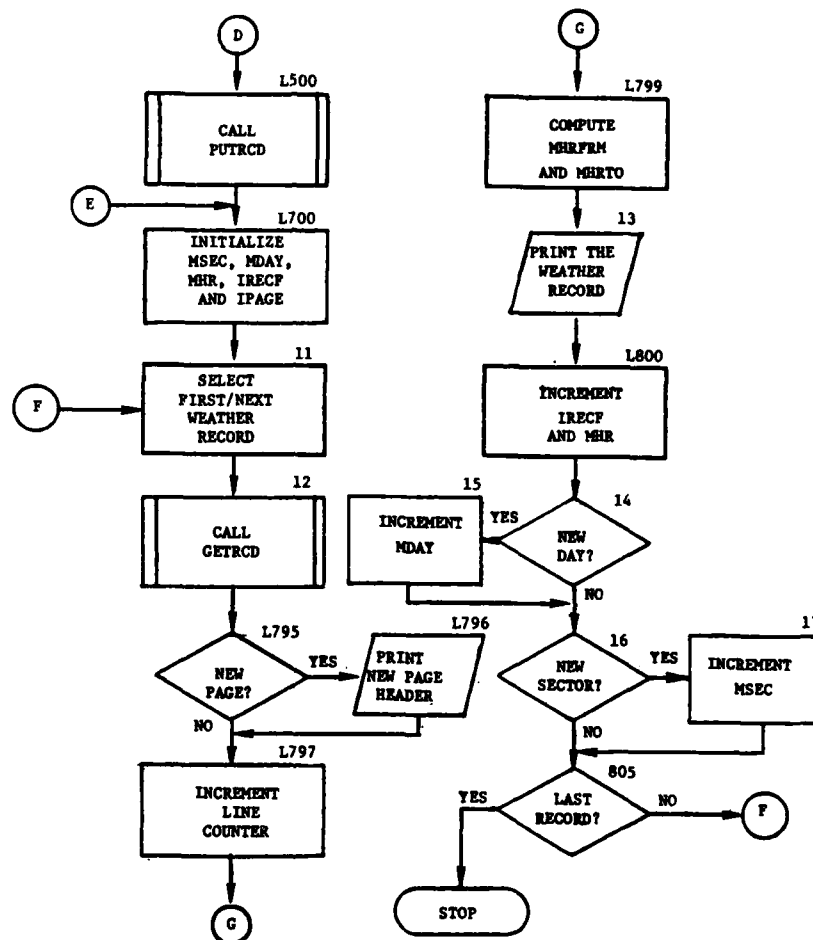 D
L500
CALL
PUTRCD
E
L700
INITIALIZE
MSEC, MDAY,
MHR, IRECF
AND IPAGE
11
SELECT
FIRST/NEXT
WEATHER
RECORD
F
12
CALL
GETRCD
L795
NEW
PAGE?
YES
L796
PRINT
NEW PAGE
HEADER
NO
L797
INCREMENT
LINE
COUNTER
G
G
L799
COMPUTE
MHRFRM
AND MHRTO
13
PRINT THE
WEATHER
RECORD
L800
INCREMENT
IRECF
AND MHR
14
NEW
DAY?
YES
15
INCREMENT
MDAY
NO
16
NEW
SECTOR?
YES
INCREMENT
MSEC
NO
805
LAST
RECORD?
YES
NO
F
STOP